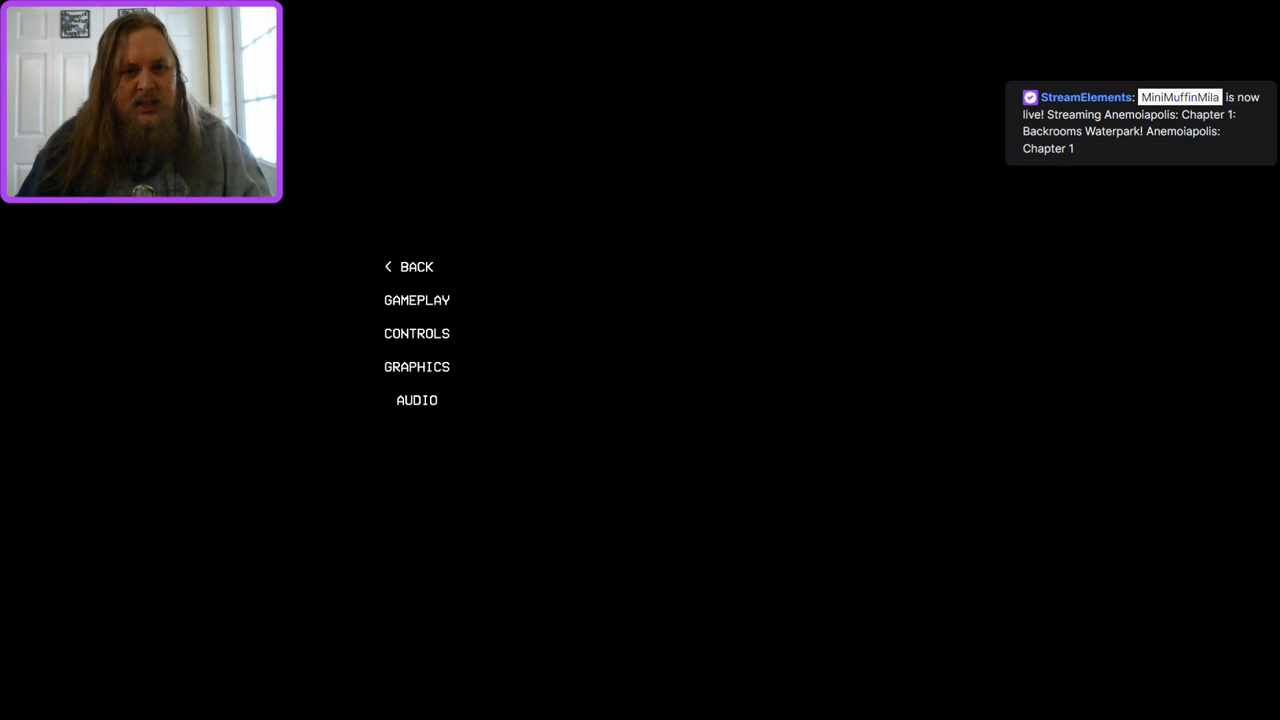 StreamElements: MiniMuffinMila is now
live! Streaming Anemoiapolis: Chapter 1:
Backrooms Waterpark! Anemoiapolis:
Chapter 1
< BACK
GAMEPLAY
CONTROLS
GRAPHICS
AUDIO